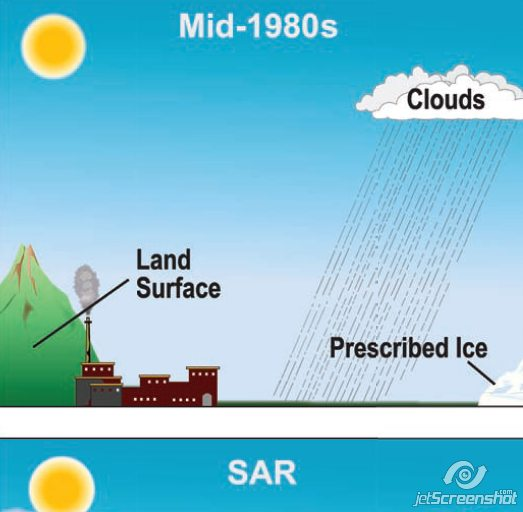 Mid-1980s
Clouds
Land
Surface
Prescribed Ice
SAR
jetScreenshot.com